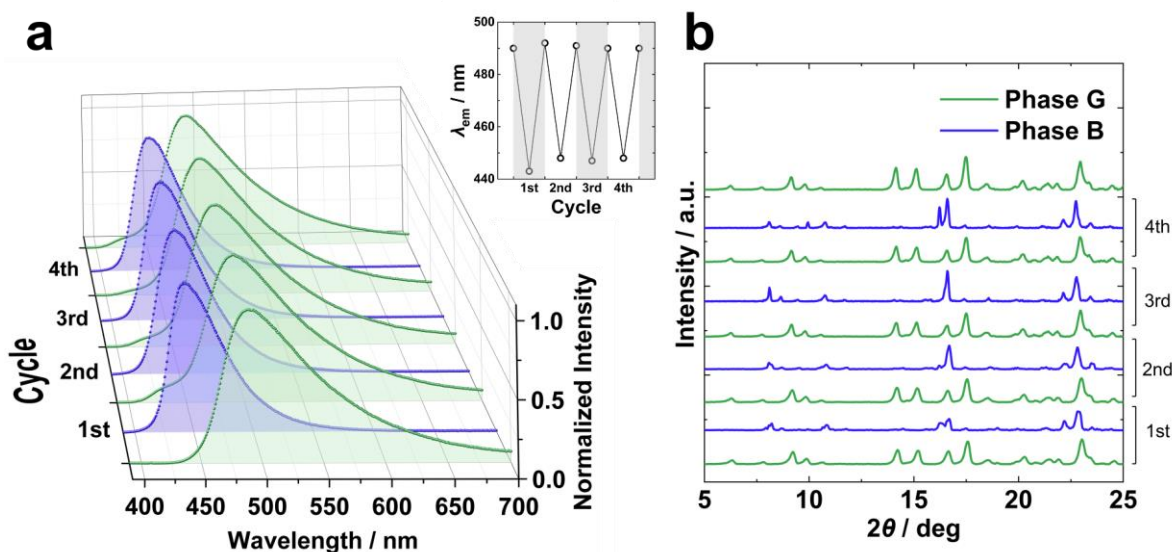 a
500
490
480
460
440
λem / nm
1st 2nd 3rd 4th
Cycle
4th
3rd
2nd
1st
Cycle
1.0
0.5
0.0
Normalized Intensity
400 450 500 550 600 650 700
Wavelength / nm
b
Phase G
Phase B
4th
3rd
2nd
1st
Intensity / a.u.
5 10 15 20 25
2θ / deg